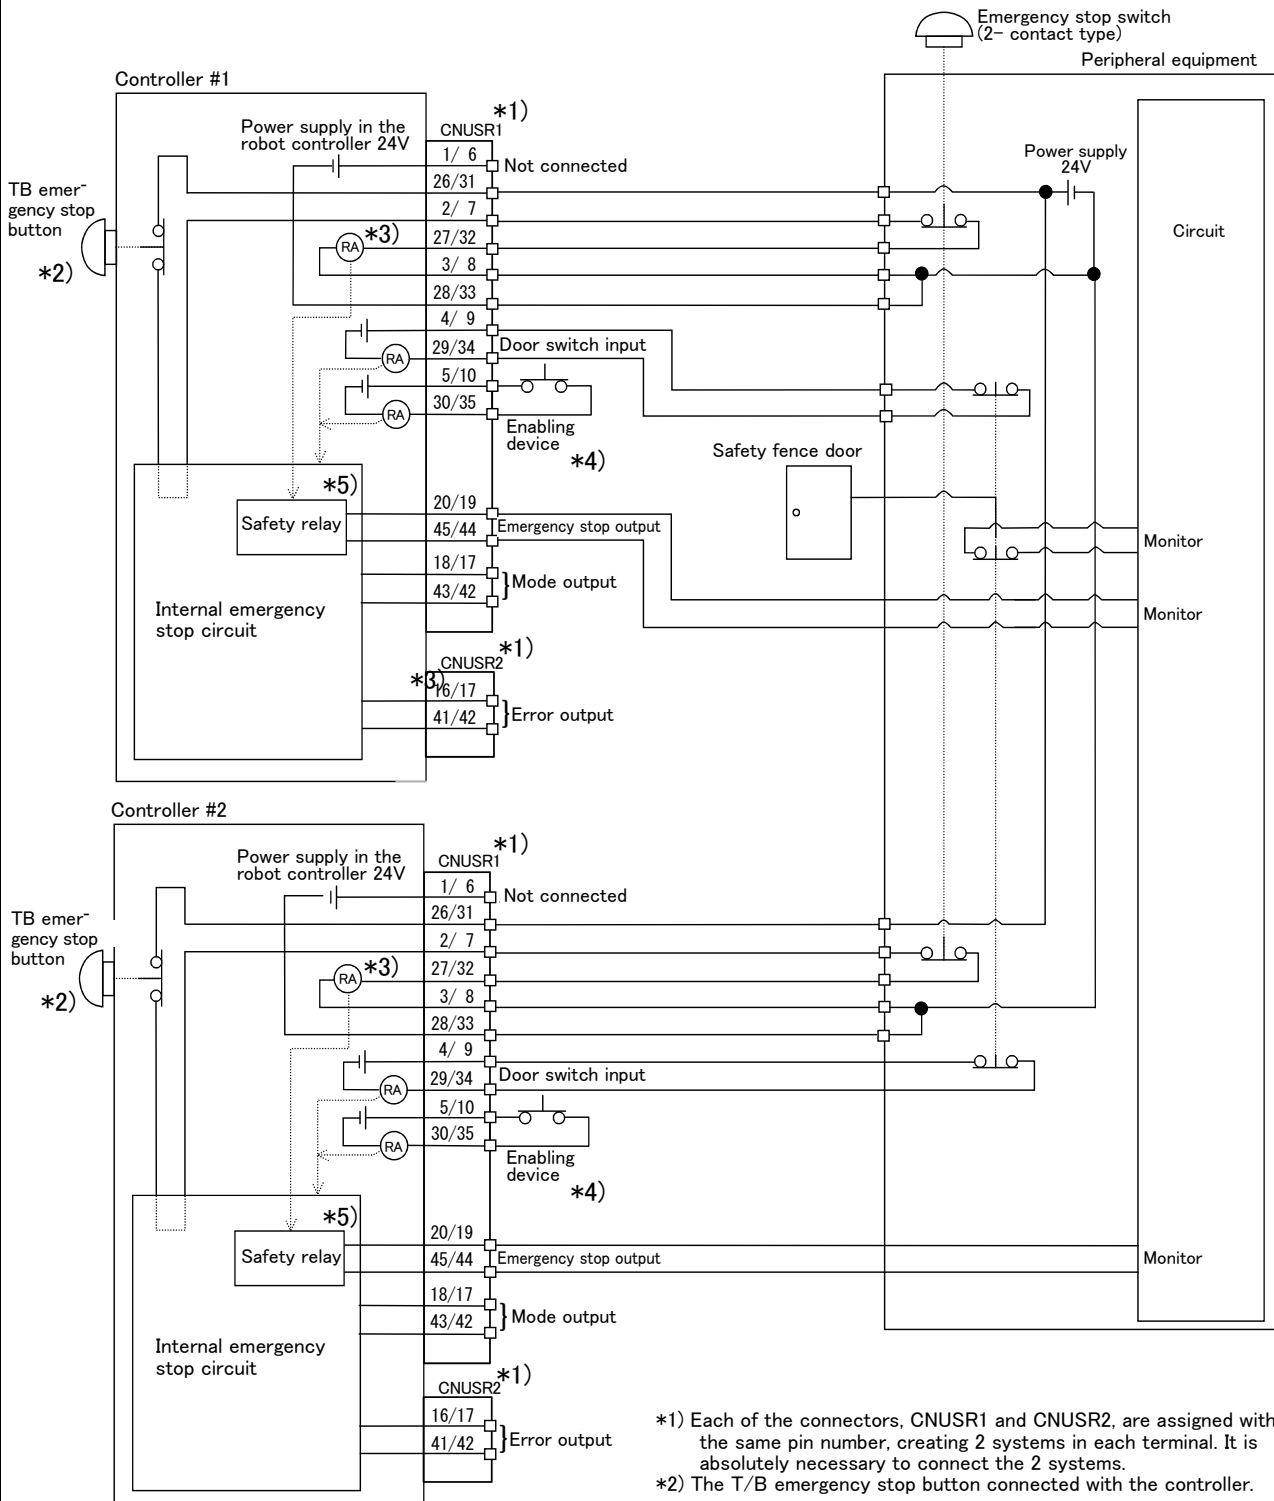 Emergency stop switch
(2- contact type)
Peripheral equipment
Controller #1
*1)
CNUSR1
Power supply in the
robot controller 24V
1/ 6
Not connected
26/31
2/ 7
*3)
27/32
RA
3/ 8
28/33
4/ 9
29/34
Door switch input
RA
5/10
30/35
RA
Enabling
device
*4)
TB emer-
gency stop
button
*2)
Power supply
24V
Circuit
Safety fence door
*5)
Safety relay
20/19
Emergency stop output
45/44
18/17
Mode output
43/42
Monitor
Monitor
Internal emergency
stop circuit
*1)
CNUSR2
*3)
16/17
Error output
41/42
Controller #2
*1)
CNUSR1
Power supply in the
robot controller 24V
1/ 6
Not connected
26/31
2/ 7
*3)
27/32
RA
3/ 8
28/33
4/ 9
29/34
Door switch input
RA
5/10
30/35
RA
Enabling
device
*4)
TB emer-
gency stop
button
*2)
*5)
Safety relay
20/19
Emergency stop output
45/44
18/17
Mode output
43/42
Monitor
Internal emergency
stop circuit
*1)
CNUSR2
16/17
Error output
41/42
*1) Each of the connectors, CNUSR1 and CNUSR2, are assigned with
the same pin number, creating 2 systems in each terminal. It is
absolutely necessary to connect the 2 systems.
*2) The T/B emergency stop button connected with the controller.